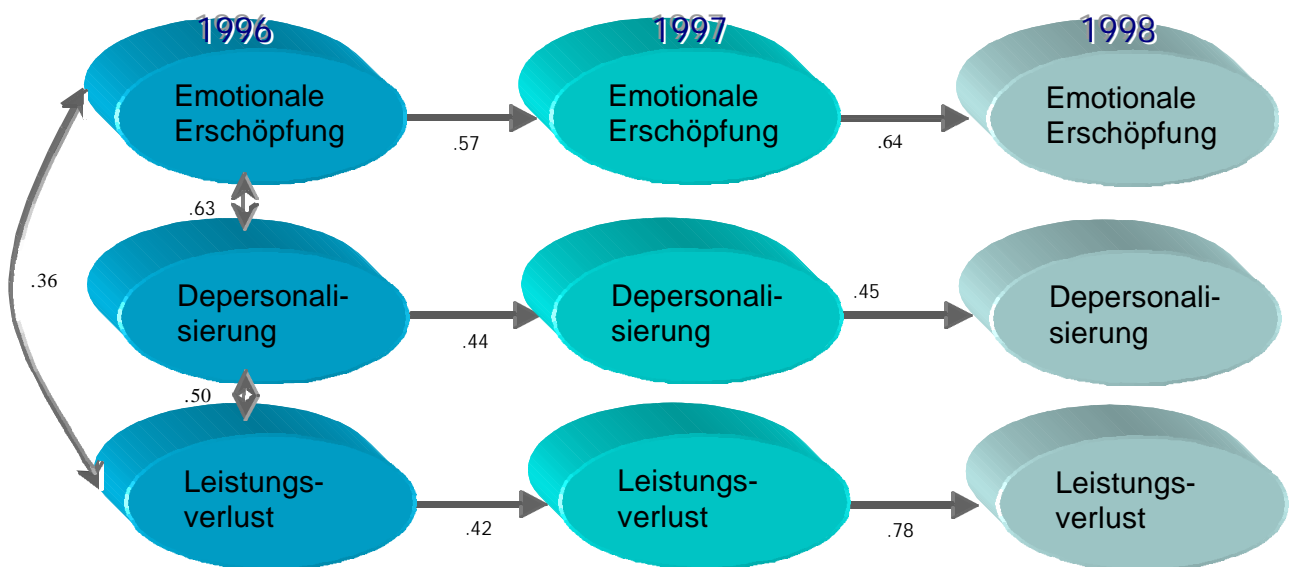 1996
1997
1998
Emotionale
Erschöpfung
Emotionale
Erschöpfung
Emotionale
Erschöpfung
.57
.64
.63
.36
Depersonali-
sierung
Depersonali-
sierung
Depersonali-
sierung
.44
.45
.50
Leistungs-
verlust
Leistungs-
verlust
Leistungs-
verlust
.42
.78